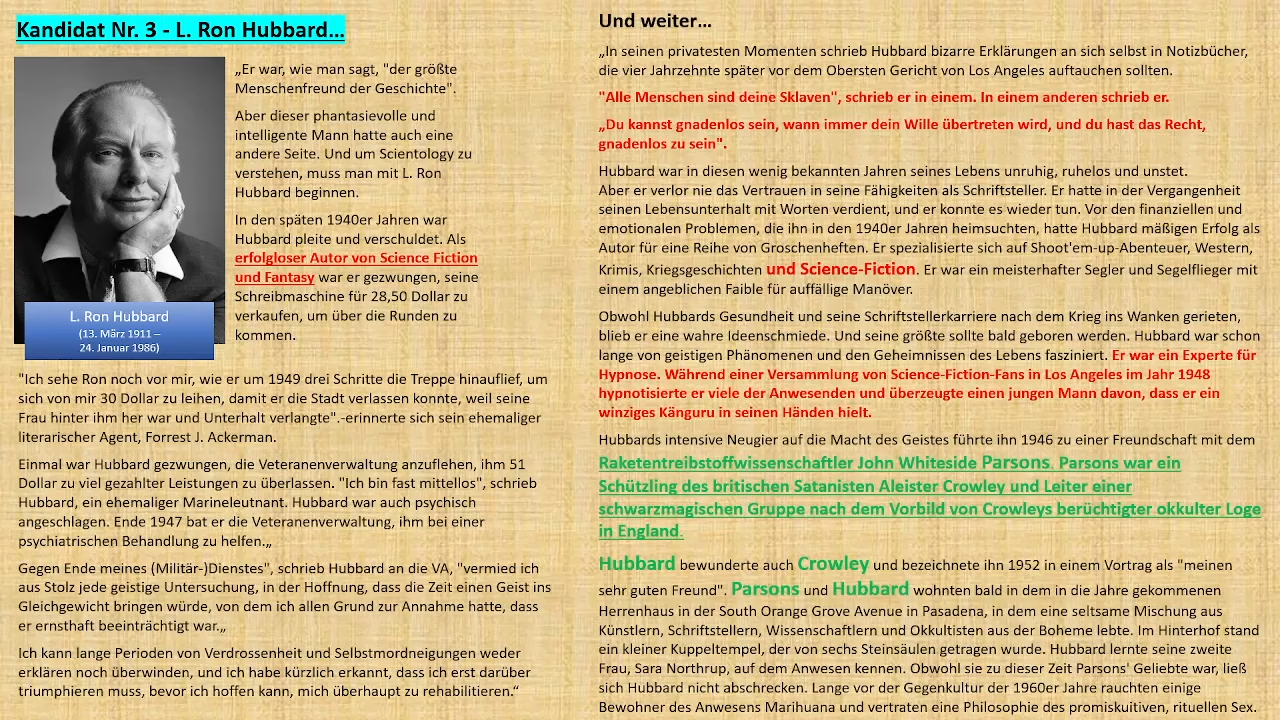 Kandidat Nr. 3 - L. Ron Hubbard...
„Er war, wie man sagt, "der größte
Menschenfreund der Geschichte".
Aber dieser phantasievolle und
intelligente Mann hatte auch eine
andere Seite. Und um Scientology zu
verstehen, muss man mit L. Ron
Hubbard beginnen.
In den späten 1940er Jahren war
Hubbard pleite und verschuldet. Als
erfolgloser Autor von Science Fiction
und Fantasy war er gezwungen, seine
Schreibmaschine für 28,50 Dollar zu
verkaufen, um über die Runden zu
kommen.
L. Ron Hubbard
(13. März 1911 –
24. Januar 1986)
"Ich sehe Ron noch vor mir, wie er um 1949 drei Schritte die Treppe hinauflief, um
sich von mir 30 Dollar zu leihen, damit er die Stadt verlassen konnte, weil seine
Frau hinter ihm her war und Unterhalt verlangte".-erinnerte sich sein ehemaliger
literarischer Agent, Forrest J. Ackerman.
Einmal war Hubbard gezwungen, die Veteranenverwaltung anzuflehen, ihm 51
Dollar zu viel gezahlter Leistungen zu überlassen. "Ich bin fast mittellos", schrieb
Hubbard, ein ehemaliger Marineleutnant. Hubbard war auch psychisch
angeschlagen. Ende 1947 bat er die Veteranenverwaltung, ihm bei einer
psychiatrischen Behandlung zu helfen.„
Gegen Ende meines (Militär-)Dienstes", schrieb Hubbard an die VA, "vermied ich
aus Stolz jede geistige Untersuchung, in der Hoffnung, dass die Zeit einen Geist ins
Gleichgewicht bringen würde, von dem ich allen Grund zur Annahme hatte, dass
er ernsthaft beeinträchtigt war.„
Ich kann lange Perioden von Verdrossenheit und Selbstmordneigungen weder
erklären noch überwinden, und ich habe kürzlich erkannt, dass ich erst darüber
triumphieren muss, bevor ich hoffen kann, mich überhaupt zu rehabilitieren.“
Und weiter...
„In seinen privatesten Momenten schrieb Hubbard bizarre Erklärungen an sich selbst in Notizbücher,
die vier Jahrzehnte später vor dem Obersten Gericht von Los Angeles auftauchen sollten.
"Alle Menschen sind deine Sklaven", schrieb er in einem. In einem anderen schrieb er.
„Du kannst gnadenlos sein, wann immer dein Wille übertreten wird, und du hast das Recht,
gnadenlos zu sein".
Hubbard war in diesen wenig bekannten Jahren seines Lebens unruhig, ruhelos und unstet.
Aber er verlor nie das Vertrauen in seine Fähigkeiten als Schriftsteller. Er hatte in der Vergangenheit
seinen Lebensunterhalt mit Worten verdient, und er konnte es wieder tun. Vor den finanziellen und
emotionalen Problemen, die ihn in den 1940er Jahren heimsuchten, hatte Hubbard mäßigen Erfolg als
Autor für eine Reihe von Groschenheften. Er spezialisierte sich auf Shoot'em-up-Abenteuer, Western,
Krimis, Kriegsgeschichten und Science-Fiction. Er war ein meisterhafter Segler und Segelflieger mit
einem angeblichen Faible für auffällige Manöver.
Obwohl Hubbards Gesundheit und seine Schriftstellerkarriere nach dem Krieg ins Wanken gerieten,
blieb er eine wahre Ideenschmiede. Und seine größte sollte bald geboren werden. Hubbard war schon
lange von geistigen Phänomenen und den Geheimnissen des Lebens fasziniert. Er war ein Experte für
Hypnose. Während einer Versammlung von Science-Fiction-Fans in Los Angeles im Jahr 1948
hypnotisierte er viele der Anwesenden und überzeugte einen jungen Mann davon, dass er ein
winziges Känguru in seinen Händen hielt.
Hubbards intensive Neugier auf die Macht des Geistes führte ihn 1946 zu einer Freundschaft mit dem
Raketentreibstoffwissenschaftler John Whiteside Parsons. Parsons war ein
Schützling des britischen Satanisten Aleister Crowley und Leiter einer
schwarzmagischen Gruppe nach dem Vorbild von Crowleys berüchtigter okkulter Loge
in England.
Hubbard bewunderte auch Crowley und bezeichnete ihn 1952 in einem Vortrag als "meinen
sehr guten Freund". Parsons und Hubbard wohnten bald in dem in die Jahre gekommenen
Herrenhaus in der South Orange Grove Avenue in Pasadena, in dem eine seltsame Mischung aus
Künstlern, Schriftstellern, Wissenschaftlern und Okkultisten aus der Boheme lebte. Im Hinterhof stand
ein kleiner Kuppeltempel, der von sechs Steinsäulen getragen wurde. Hubbard lernte seine zweite
Frau, Sara Northrup, auf dem Anwesen kennen. Obwohl sie zu dieser Zeit Parsons' Geliebte war, ließ
sich Hubbard nicht abschrecken. Lange vor der Gegenkultur der 1960er Jahre rauchten einige
Bewohner des Anwesens Marihuana und vertraten eine Philosophie des promiskuitiven, rituellen Sex.